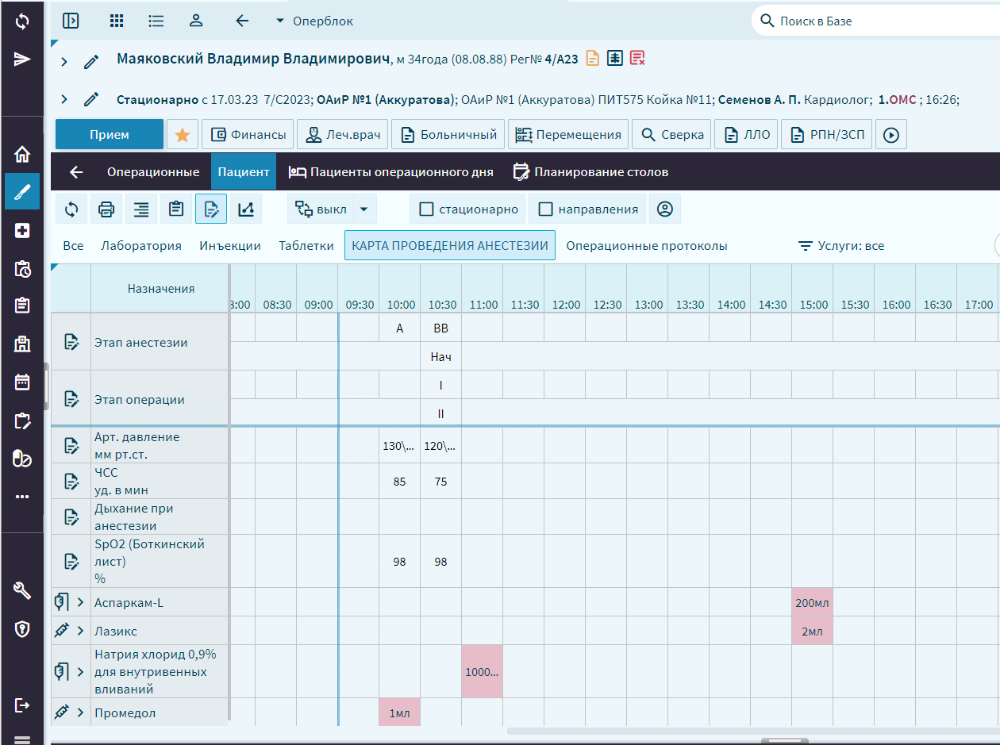 Оперблок
Поиск в Базе
Маяковский Владимир Владимирович, м 34года (08.08.88) Рег№ 4/А23
Стационарно с 17.03.23 7/С2023; ОАиР №1 (Аккуратова); ОАиР №1 (Аккуратова) ПИТ575 Койка №11; Семенов А. П. Кардиолог; 1.ОМС ; 16:26;
Прием Финансы Леч.врач Больничный Перемещения Сверка ЛЛО РПН/ЗСП
Операционные Пациент Пациенты операционного дня Планирование столов
выкл стационарно направления
Все Лаборатория Инъекции Таблетки КАРТА ПРОВЕДЕНИЯ АНЕСТЕЗИИ Операционные протоколы Услуги: все
Назначения
8:00 08:30 09:00 09:30 10:00 10:30 11:00 11:30 12:00 12:30 13:00 13:30 14:00 14:30 15:00 15:30 16:00 16:30 17:00
Этап анестезии
А ВВ
Нач
Этап операции
I
II
Арт. давление
мм рт.ст.
130\... 120\...
ЧСС
уд. в мин
85 75
Дыхание при
анестезии
SpO2 (Боткинский
лист)
%
98 98
Аспаркам-L 200мл
Лазикс 2мл
Натрия хлорид 0,9%
для внутривенных
вливаний
1000...
Промедол 1мл